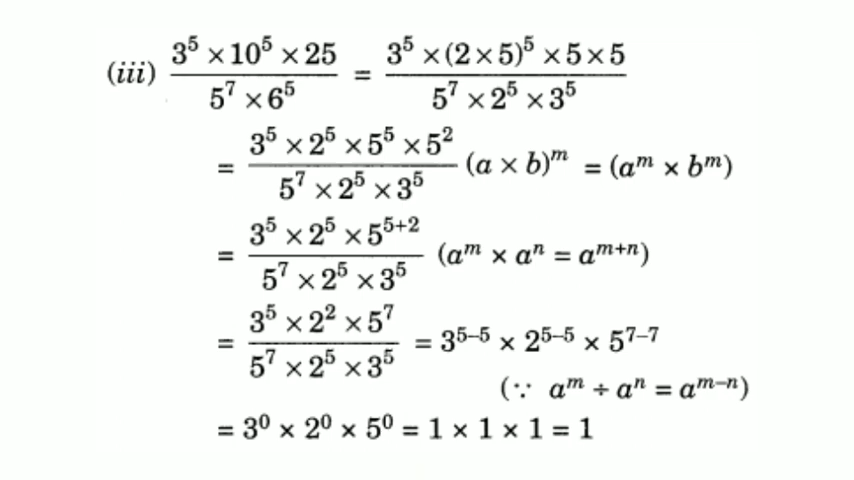 (iii) (3⁵ × 10⁵ × 25)/(5⁷ × 6⁵) = (3⁵ × (2 × 5)⁵ × 5 × 5)/(5⁷ × 2⁵ × 3⁵)
= (3⁵ × 2⁵ × 5⁵ × 5²)/(5⁷ × 2⁵ × 3⁵) (a × b)ᵐ = (aᵐ × bᵐ)
= (3⁵ × 2⁵ × 5⁵⁺²)/(5⁷ × 2⁵ × 3⁵) (aᵐ × aⁿ = aᵐ⁺ⁿ)
= (3⁵ × 2² × 5⁷)/(5⁷ × 2⁵ × 3⁵) = 3⁵⁻⁵ × 2⁵⁻⁵ × 5⁷⁻⁷
(∵ aᵐ ÷ aⁿ = aᵐ⁻ⁿ)
= 3⁰ × 2⁰ × 5⁰ = 1 × 1 × 1 = 1